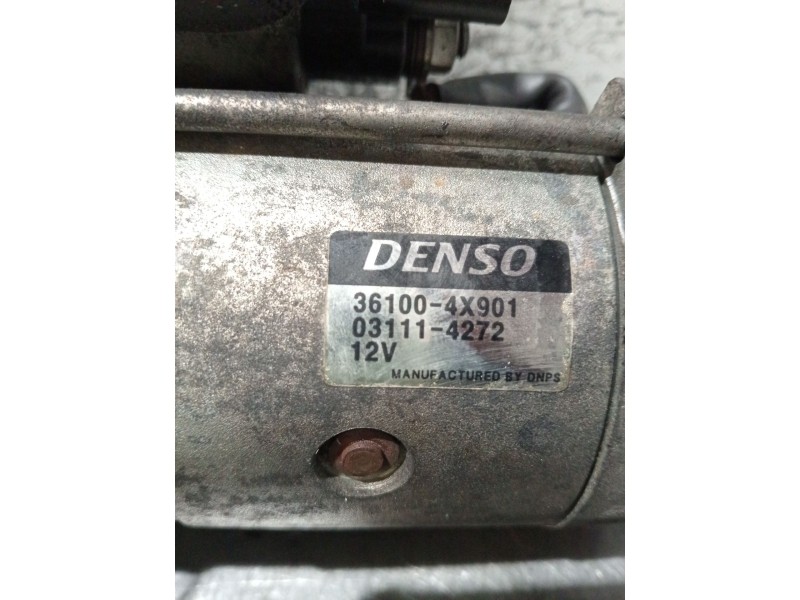 DENSO
36100-4X901
03111-4272
12V
MANUFACTURED BY DNPS